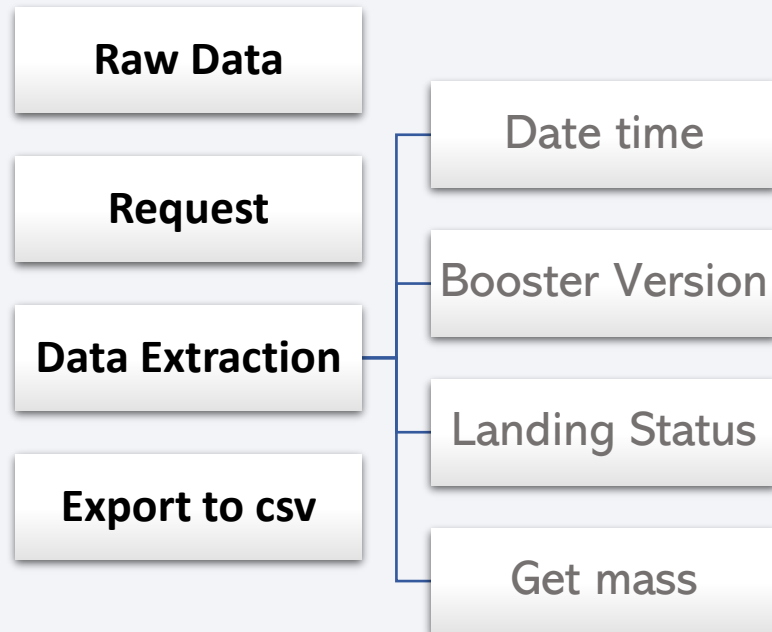 Raw Data
Request
Data Extraction
Export to csv
Date time
Booster Version
Landing Status
Get mass